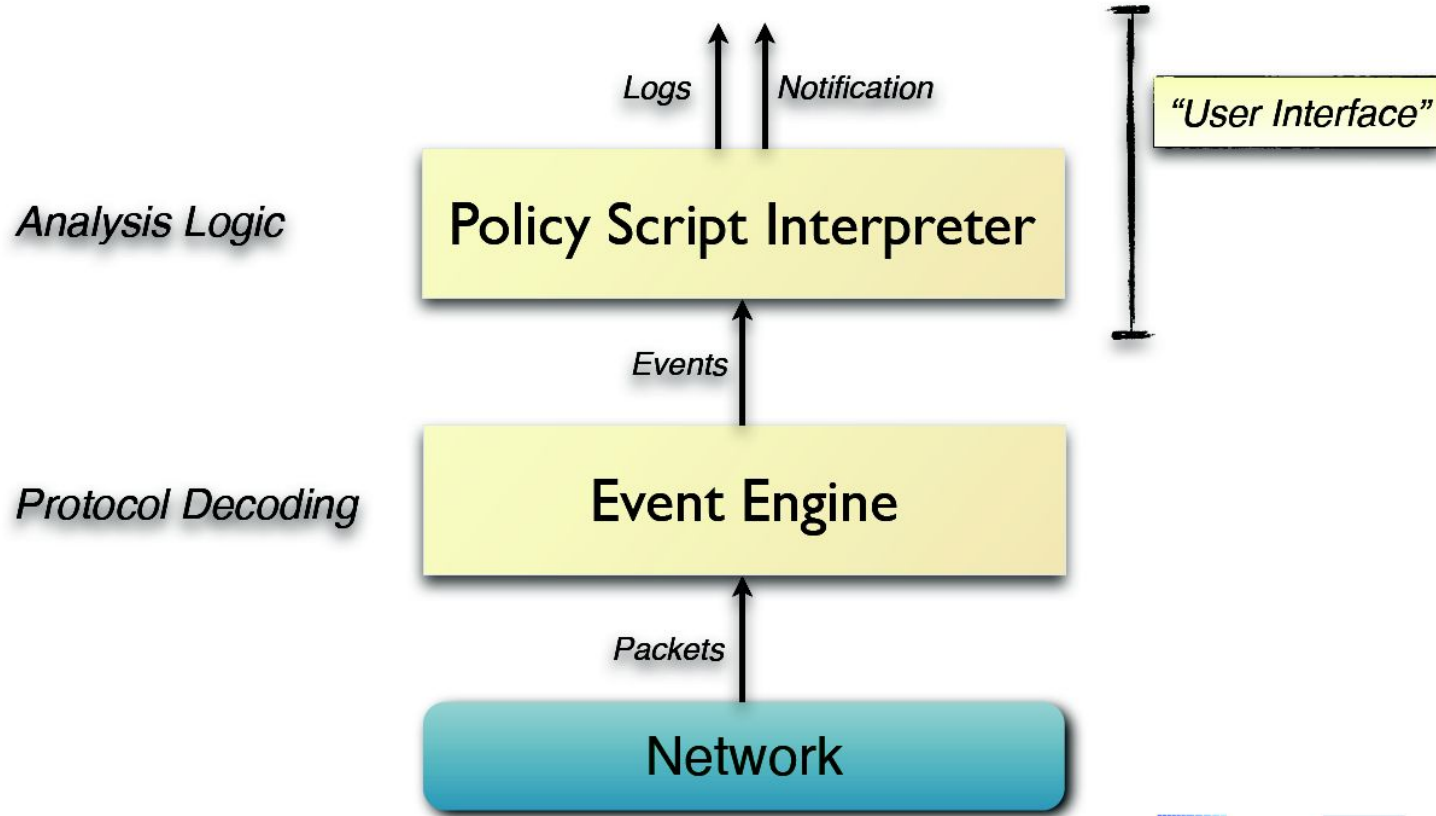 Logs
Notification
“User Interface”
Analysis Logic
Policy Script Interpreter
Events
Protocol Decoding
Event Engine
Packets
Network